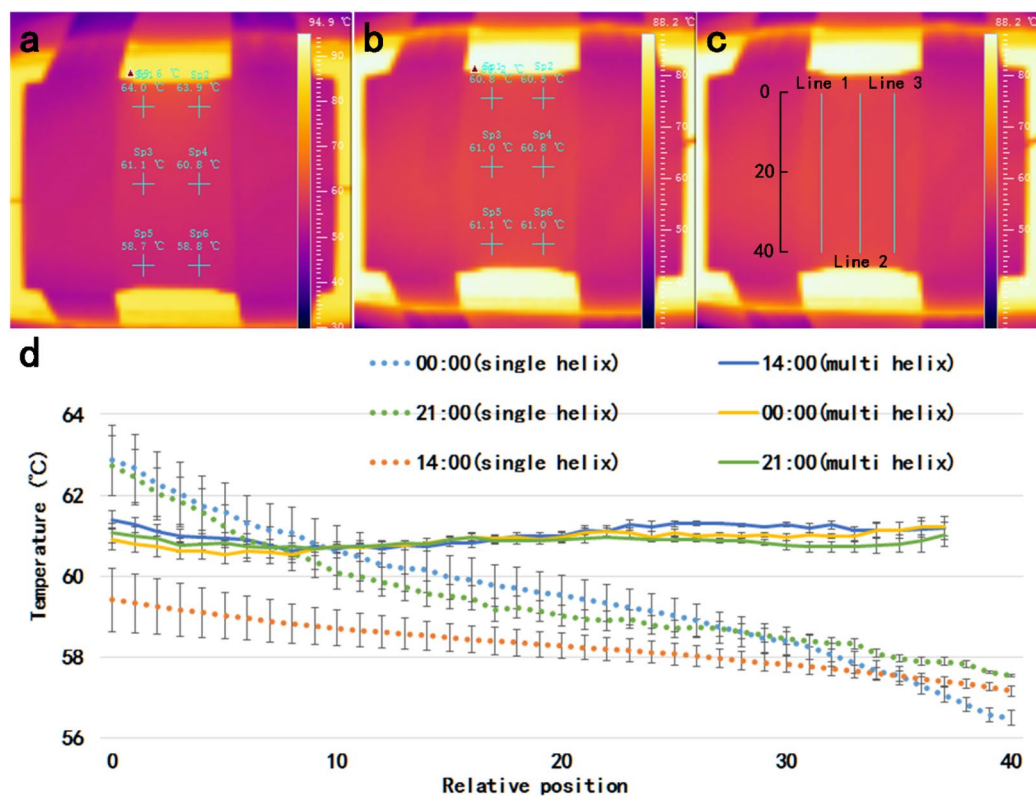 a
94.9 ℃
90
80
70
60
50
40
30
Sp2
64.0 ℃ 63.9 ℃
Sp3 Sp4
61.1 ℃ 60.8 ℃
Sp5 Sp6
58.7 ℃ 58.8 ℃
b
88.2 ℃
80
70
60
50
Sp1 Sp2
60.8 ℃ 60.5 ℃
Sp3 Sp4
61.0 ℃ 60.8 ℃
Sp5 Sp6
61.1 ℃ 61.0 ℃
c
88.2 ℃
80
70
60
50
Line 1 Line 3
0
20
40
Line 2
d
00:00(single helix) 14:00(multi helix)
21:00(single helix) 00:00(multi helix)
14:00(single helix) 21:00(multi helix)
Temperature (℃)
64
62
60
58
56
0 10 20 30 40
Relative position